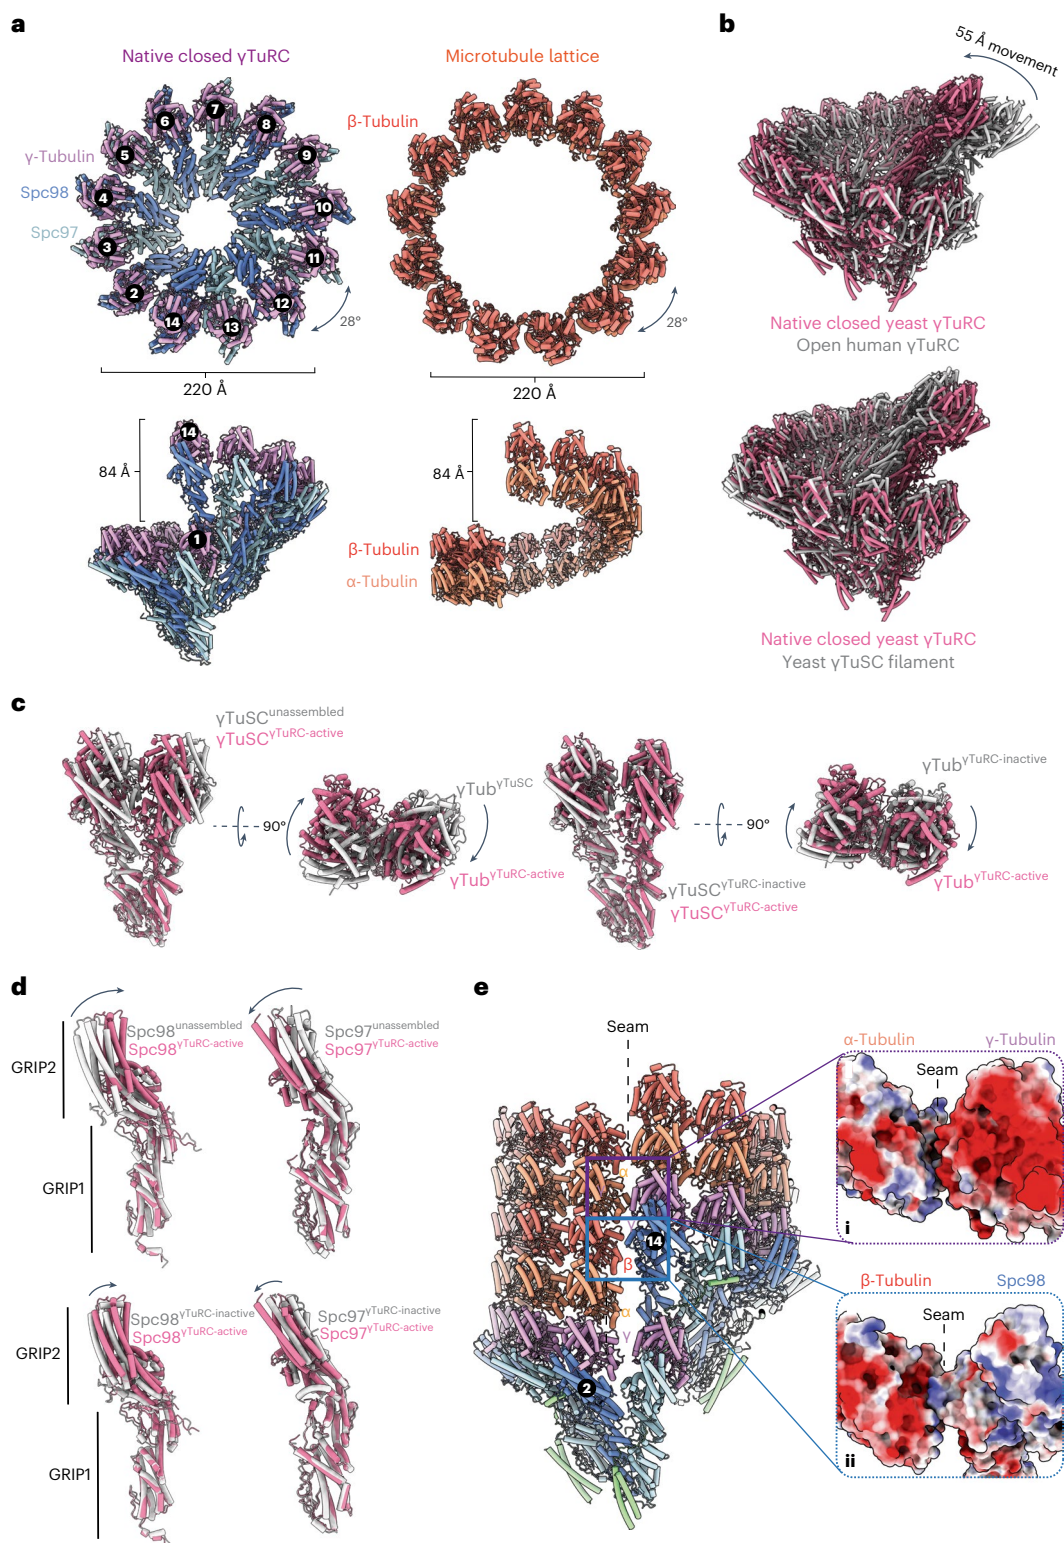 a
Native closed γTuRC
Microtubule lattice
γ-Tubulin
Spc98
Spc97
2
3
4
5
6
7
8
9
10
11
12
13
14
28°
220 Å
β-Tubulin
28°
220 Å
84 Å
14
1
84 Å
β-Tubulin
α-Tubulin
b
55 Å movement
Native closed yeast γTuRC
Open human γTuRC
Native closed yeast γTuRC
Yeast γTuSC filament
c
γTuSCunassembled
γTuSCγTuRC-active
90°
γTubγTuSC
γTubγTuRC-active
γTuSCγTuRC-inactive
γTuSCγTuRC-active
90°
γTubγTuRC-inactive
γTubγTuRC-active
d
GRIP2
GRIP1
Spc98unassembled
Spc98γTuRC-active
Spc97unassembled
Spc97γTuRC-active
GRIP2
GRIP1
Spc98γTuRC-inactive
Spc98γTuRC-active
Spc97γTuRC-inactive
Spc97γTuRC-active
e
Seam
α
14
β
α
γ
2
α-Tubulin
γ-Tubulin
Seam
i
β-Tubulin
Spc98
Seam
ii